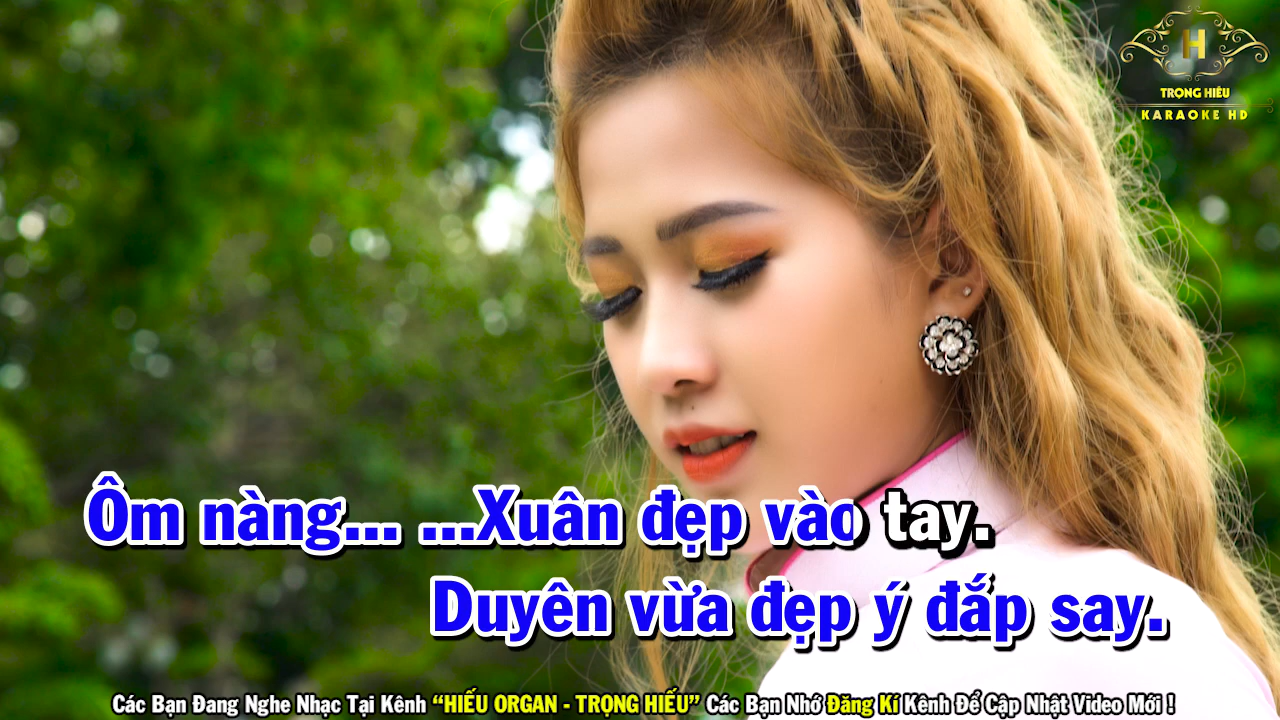 H
TRỌNG HIẾU
KARAOKE HD
Ôm nàng... ...Xuân đẹp vào tay.
Duyên vừa đẹp ý đắp say.
Các Bạn Đang Nghe Nhạc Tại Kênh “HIẾU ORGAN - TRỌNG HIẾU” Các Bạn Nhớ Đăng Kí Kênh Để Cập Nhật Video Mới !